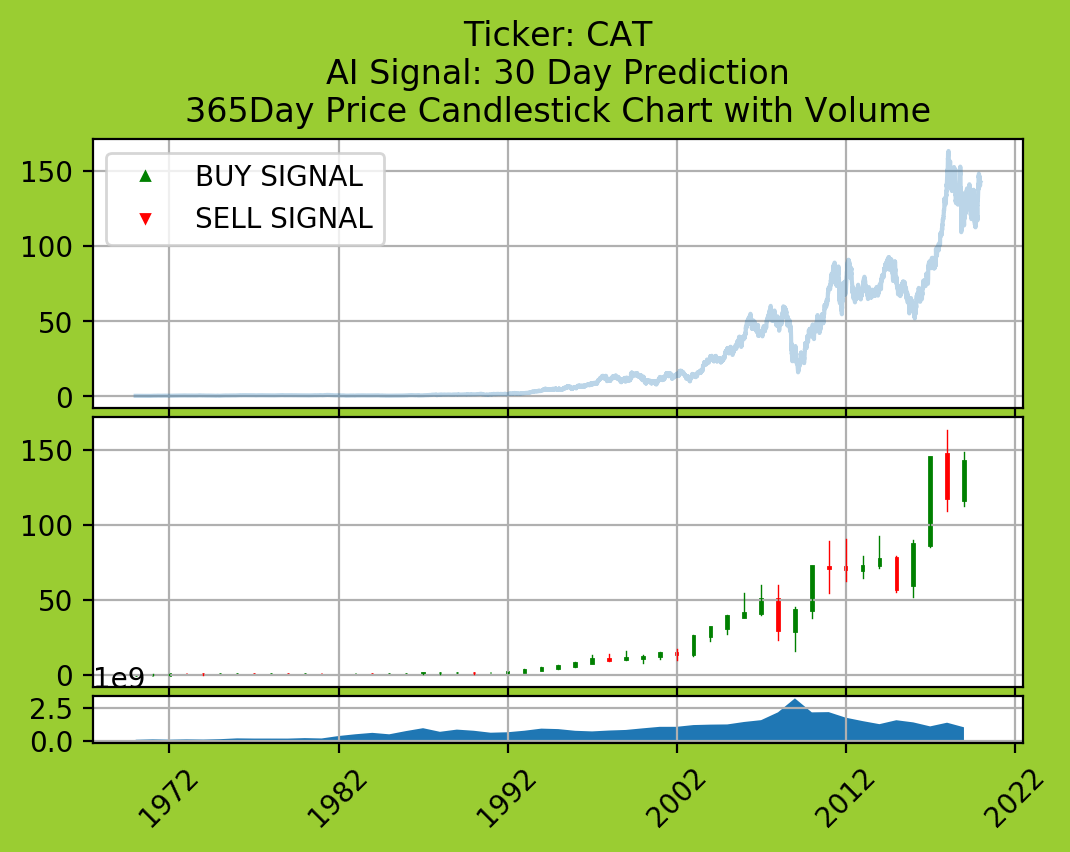 Ticker: CAT
AI Signal: 30 Day Prediction
365Day Price Candlestick Chart with Volume
150
100
50
0
BUY SIGNAL
SELL SIGNAL
150
100
50
0
1e9
2.5
0.0
1972
1982
1992
2002
2012
2022